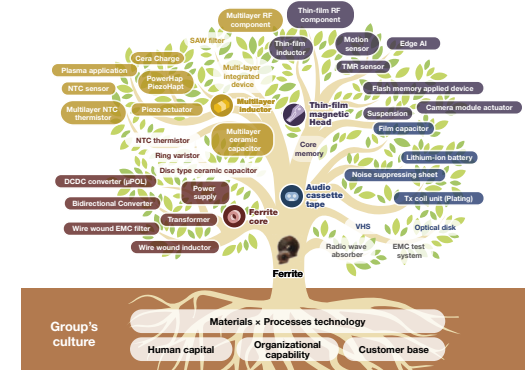 Multilayer RF
component
Thin-film RF
component
SAW filter
Thin-film
inductor
Motion
sensor
Edge AI
Cera Charge
Plasma application
PowerHap
PiezoHapt
Multi-layer
integrated
device
TMR sensor
NTC sensor
Flash memory applied device
Multilayer NTC
thermistor
Piezo actuator
Multilayer
inductor
Thin-film
magnetic
Head
Suspension
Camera module actuator
Film capacitor
NTC thermistor
Multilayer
ceramic
capacitor
Core
memory
Ring varistor
Lithium-ion battery
Disc type ceramic capacitor
Noise suppressing sheet
DCDC converter (μPOL)
Power
supply
Audio
cassette
tape
Tx coil unit (Plating)
Bidirectional Converter
Transformer
Ferrite
core
Wire wound EMC filter
VHS
Optical disk
Wire wound inductor
Radio wave
absorber
EMC test
system
Ferrite
Group's
culture
Materials × Processes technology
Human capital
Organizational
capability
Customer base